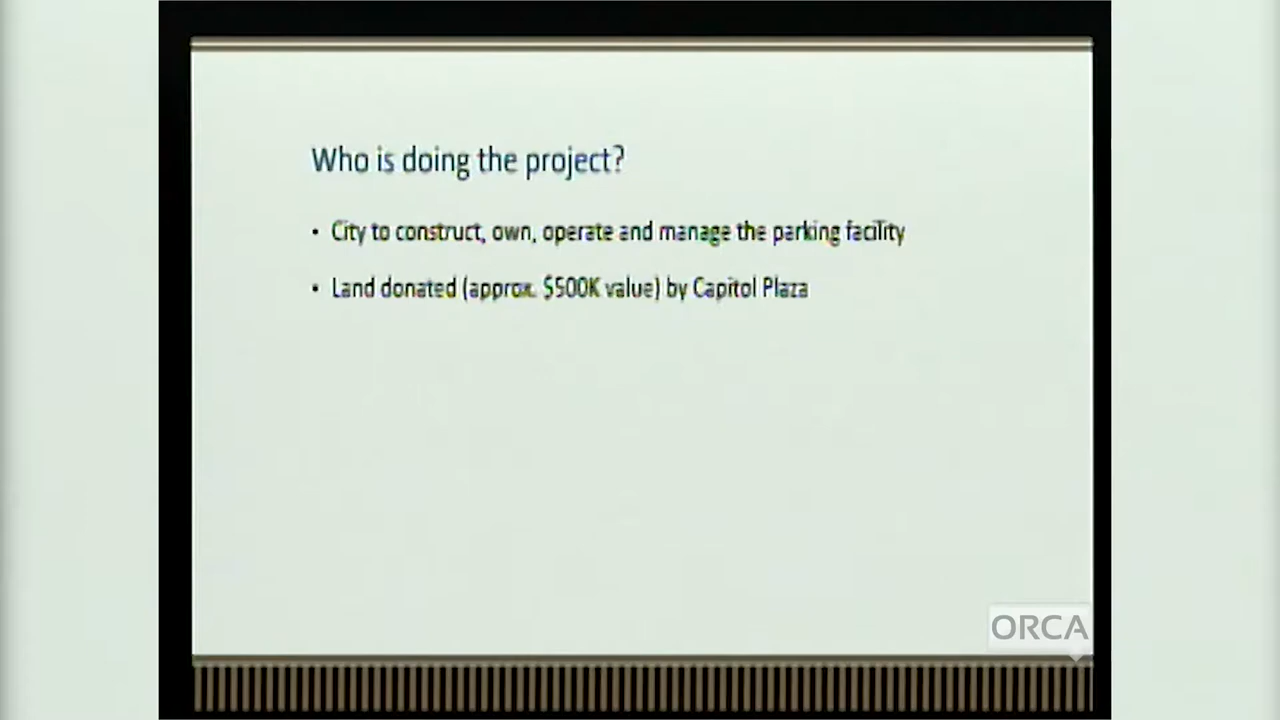 Who is doing the project?
• City to construct, own, operate and manage the parking facility
• Land donated (approx. $500K value) by Capitol Plaza
ORCA